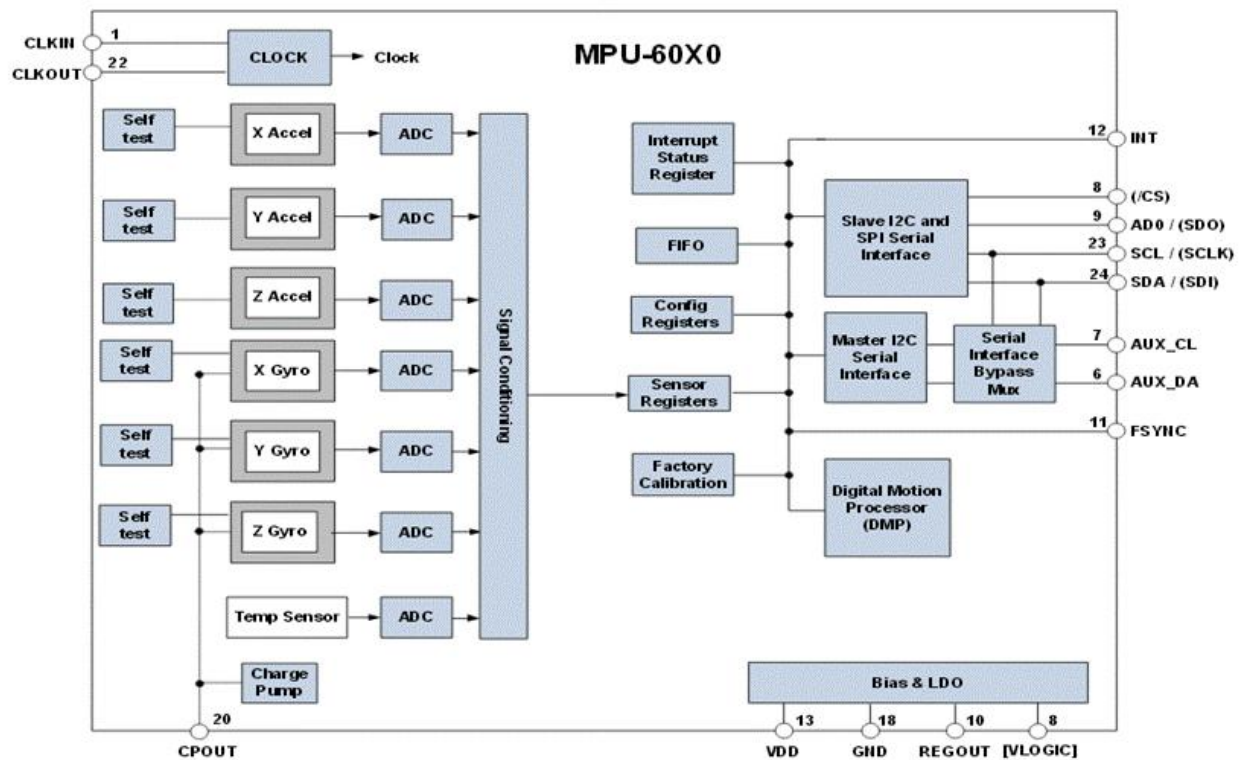 MPU-60X0
CLKIN
1
CLKOUT
22
CLOCK
Clock
Self
test
X Accel
ADC
Self
test
Y Accel
ADC
Self
test
Z Accel
ADC
Self
test
X Gyro
ADC
Self
test
Y Gyro
ADC
Self
test
Z Gyro
ADC
Temp Sensor
ADC
Charge
Pump
20
CPOUT
Signal Conditioning
Interrupt
Status
Register
FIFO
Config
Registers
Sensor
Registers
Factory
Calibration
Slave I2C and
SPI Serial
Interface
Master I2C
Serial
Interface
Serial
Interface
Bypass
Mux
Digital Motion
Processor
(DMP)
12
INT
8
(/CS)
9
AD0 / (SDO)
23
SCL / (SCLK)
24
SDA / (SDI)
7
AUX_CL
6
AUX_DA
11
FSYNC
Bias & LDO
13
VDD
18
GND
10
REGOUT
8
[VLOGIC]